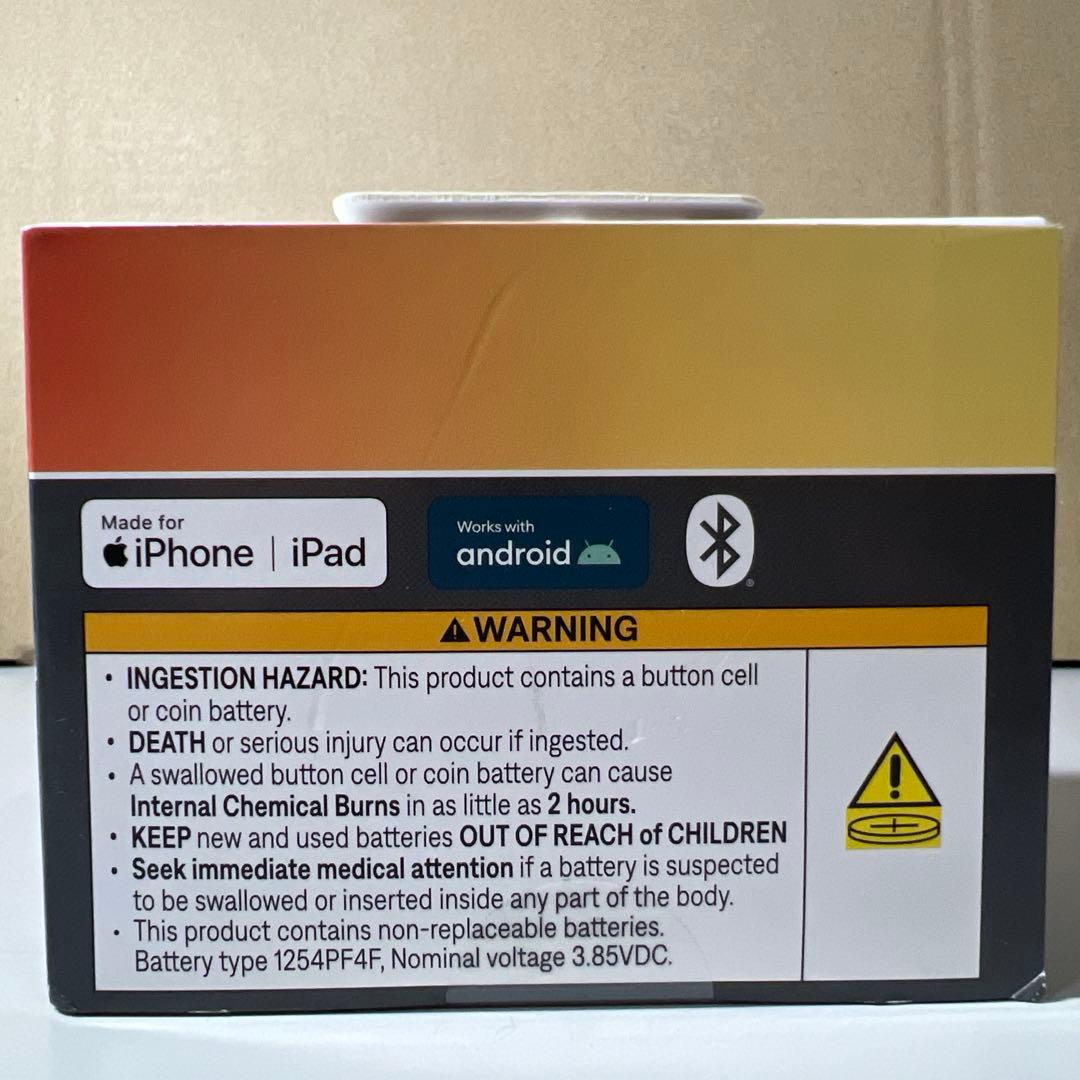 Made for
iPhone | iPad
Works with
android
®
WARNING
• INGESTION HAZARD: This product contains a button cell
or coin battery.
• DEATH or serious injury can occur if ingested.
• A swallowed button cell or coin battery can cause
Internal Chemical Burns in as little as 2 hours.
• KEEP new and used batteries OUT OF REACH of CHILDREN
• Seek immediate medical attention if a battery is suspected
to be swallowed or inserted inside any part of the body.
• This product contains non-replaceable batteries.
Battery type 1254PF4F, Nominal voltage 3.85VDC.